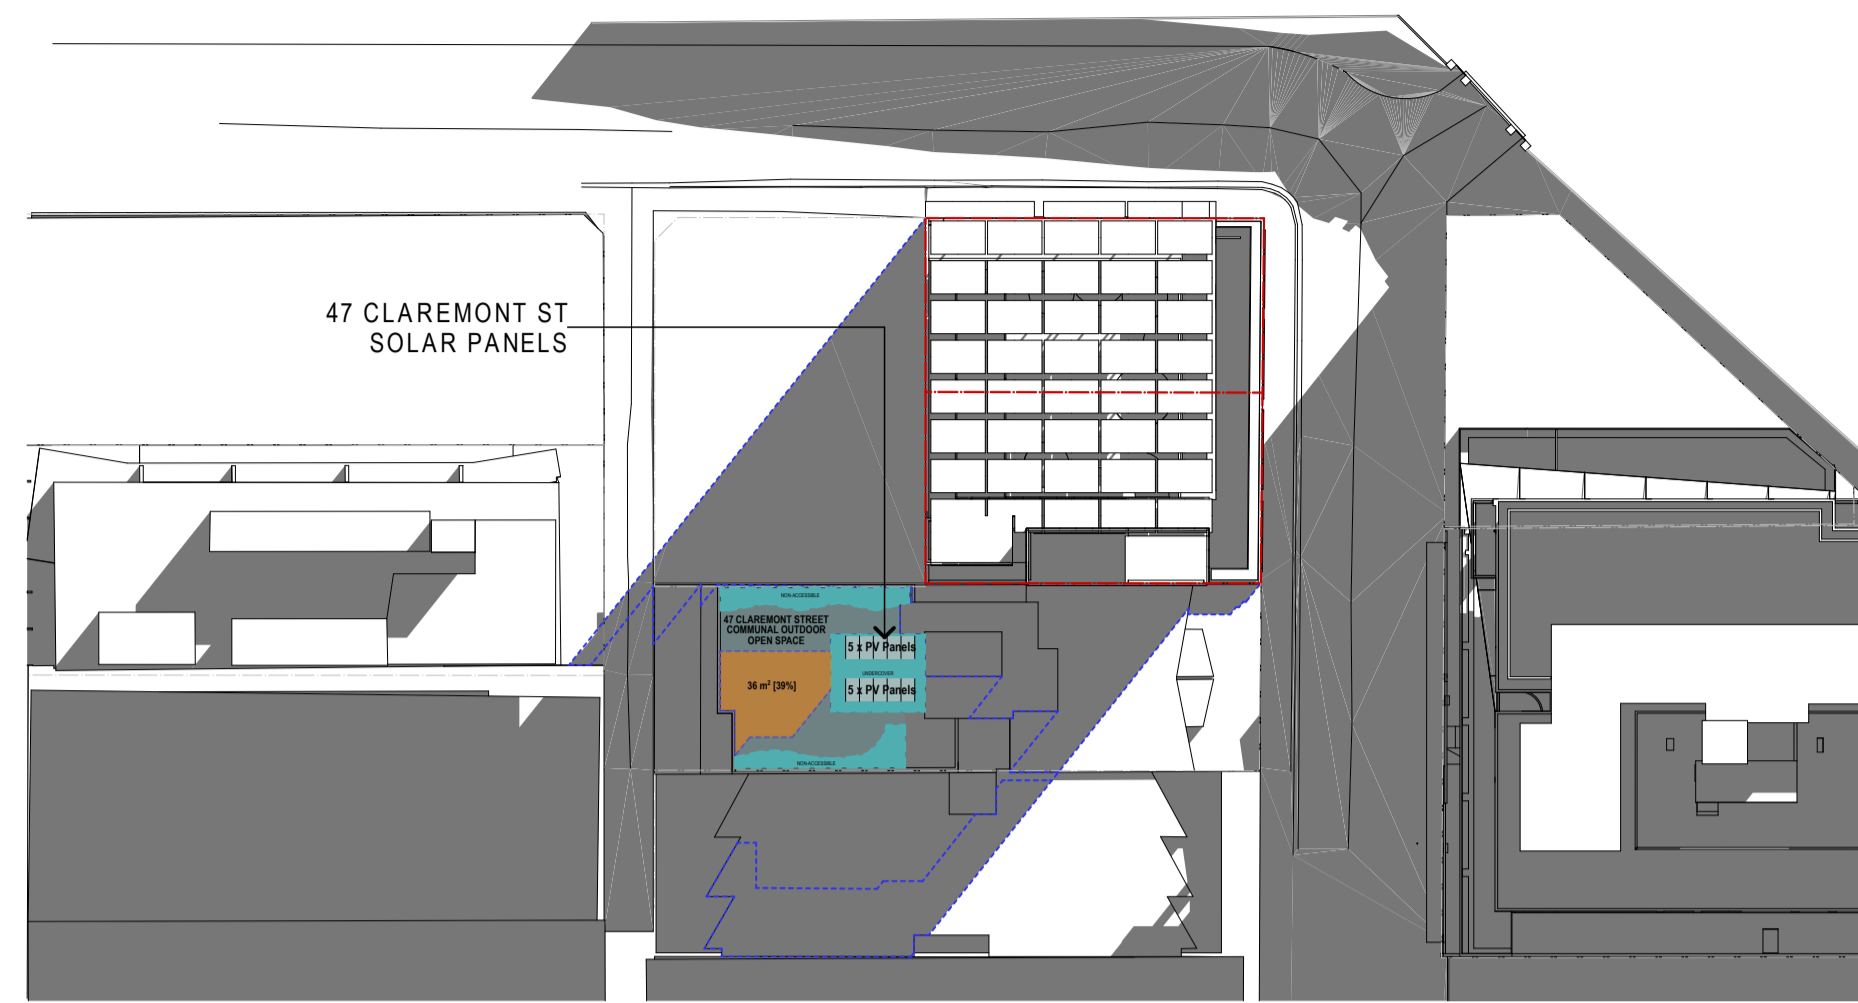 47 CLAREMONT ST
SOLAR PANELS
NON-ACCESSIBLE
47 CLAREMONT STREET
COMMUNAL OUTDOOR
OPEN SPACE
5 x PV Panels
UNDERCOVER
36 m² [39%]
5 x PV Panels
NON-ACCESSIBLE